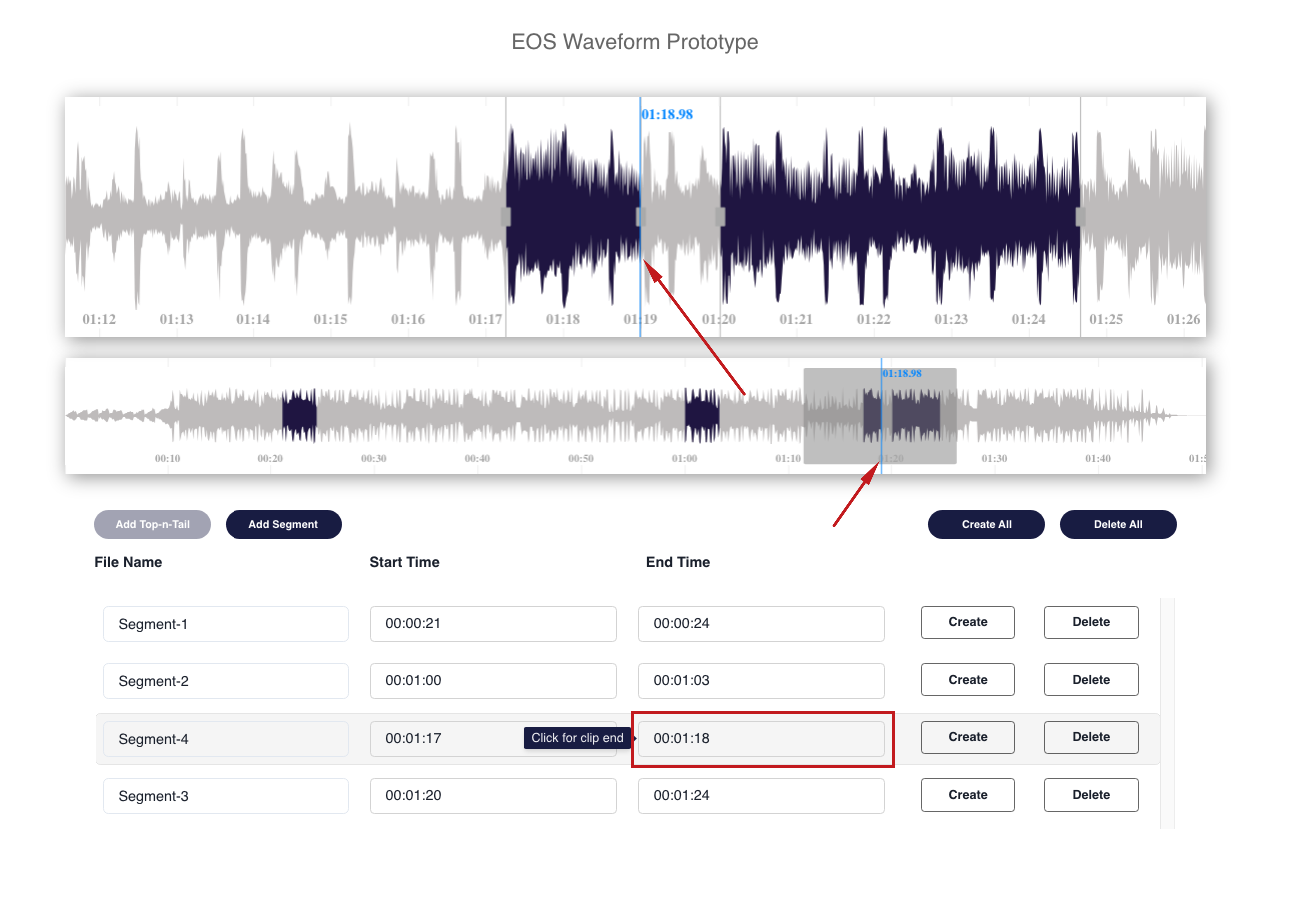 EOS Waveform Prototype
01:18.98
01:12 01:13 01:14 01:15 01:16 01:17 01:18 01:19 01:20 01:21 01:22 01:23 01:24 01:25 01:26
01:18.98
00:10 00:20 00:30 00:40 00:50 01:00 01:10 01:20 01:30 01:40
Add Top-n-Tail Add Segment Create All Delete All
File Name Start Time End Time
Segment-1 00:00:21 00:00:24 Create Delete
Segment-2 00:01:00 00:01:03 Create Delete
Segment-4 00:01:17 Click for clip end 00:01:18 Create Delete
Segment-3 00:01:20 00:01:24 Create Delete